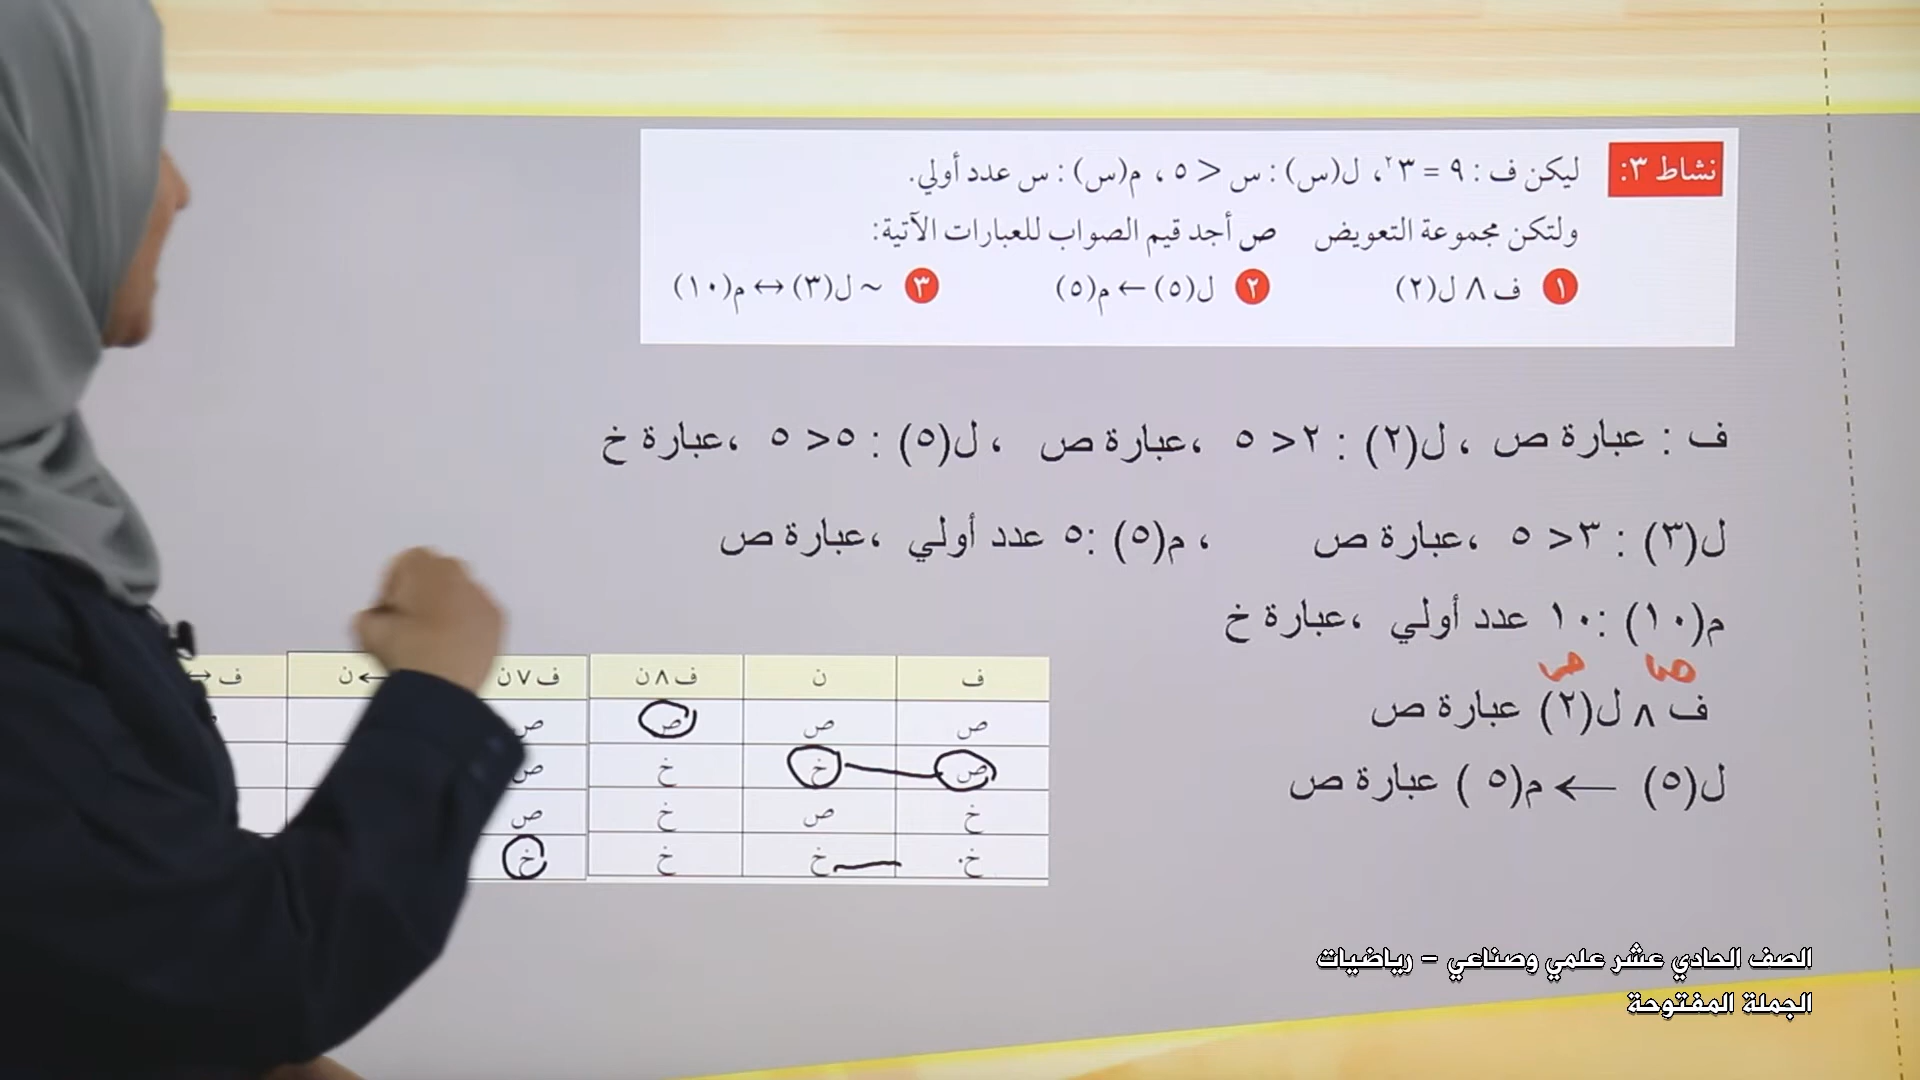 نشاط ٣: ليكن ف : ٩ = ٣٢، ل(س) : س < ٥ ، م(س) : س عدد أولي.
ولتكن مجموعة التعويض ص أجد قيم الصواب للعبارات الآتية:
١ ف ∧ ل(٢) ٢ ل(٥) ← م(٥) ٣ ~ ل(٣) ↔ م(١٠)
ف : عبارة ص ، ل(٢) : ٢ < ٥ ،عبارة ص ، ل(٥) : ٥ < ٥ ،عبارة خ
ل(٣) : ٣ < ٥ ،عبارة ص ، م(٥) :٥ عدد أولي ،عبارة ص
م(١٠) :١٠ عدد أولي ،عبارة خ
ص ص
ف ∧ ل(٢) عبارة ص
ل(٥) ← م(٥ ) عبارة ص
ف ن ف ∧ ن ف ∨ ن ← ن ف ↔
ص ص ص ص
ص خ خ ص
خ ص خ ص
خ خ خ خ
الصف الحادي عشر علمي وصناعي - رياضيات
الجملة المفتوحة